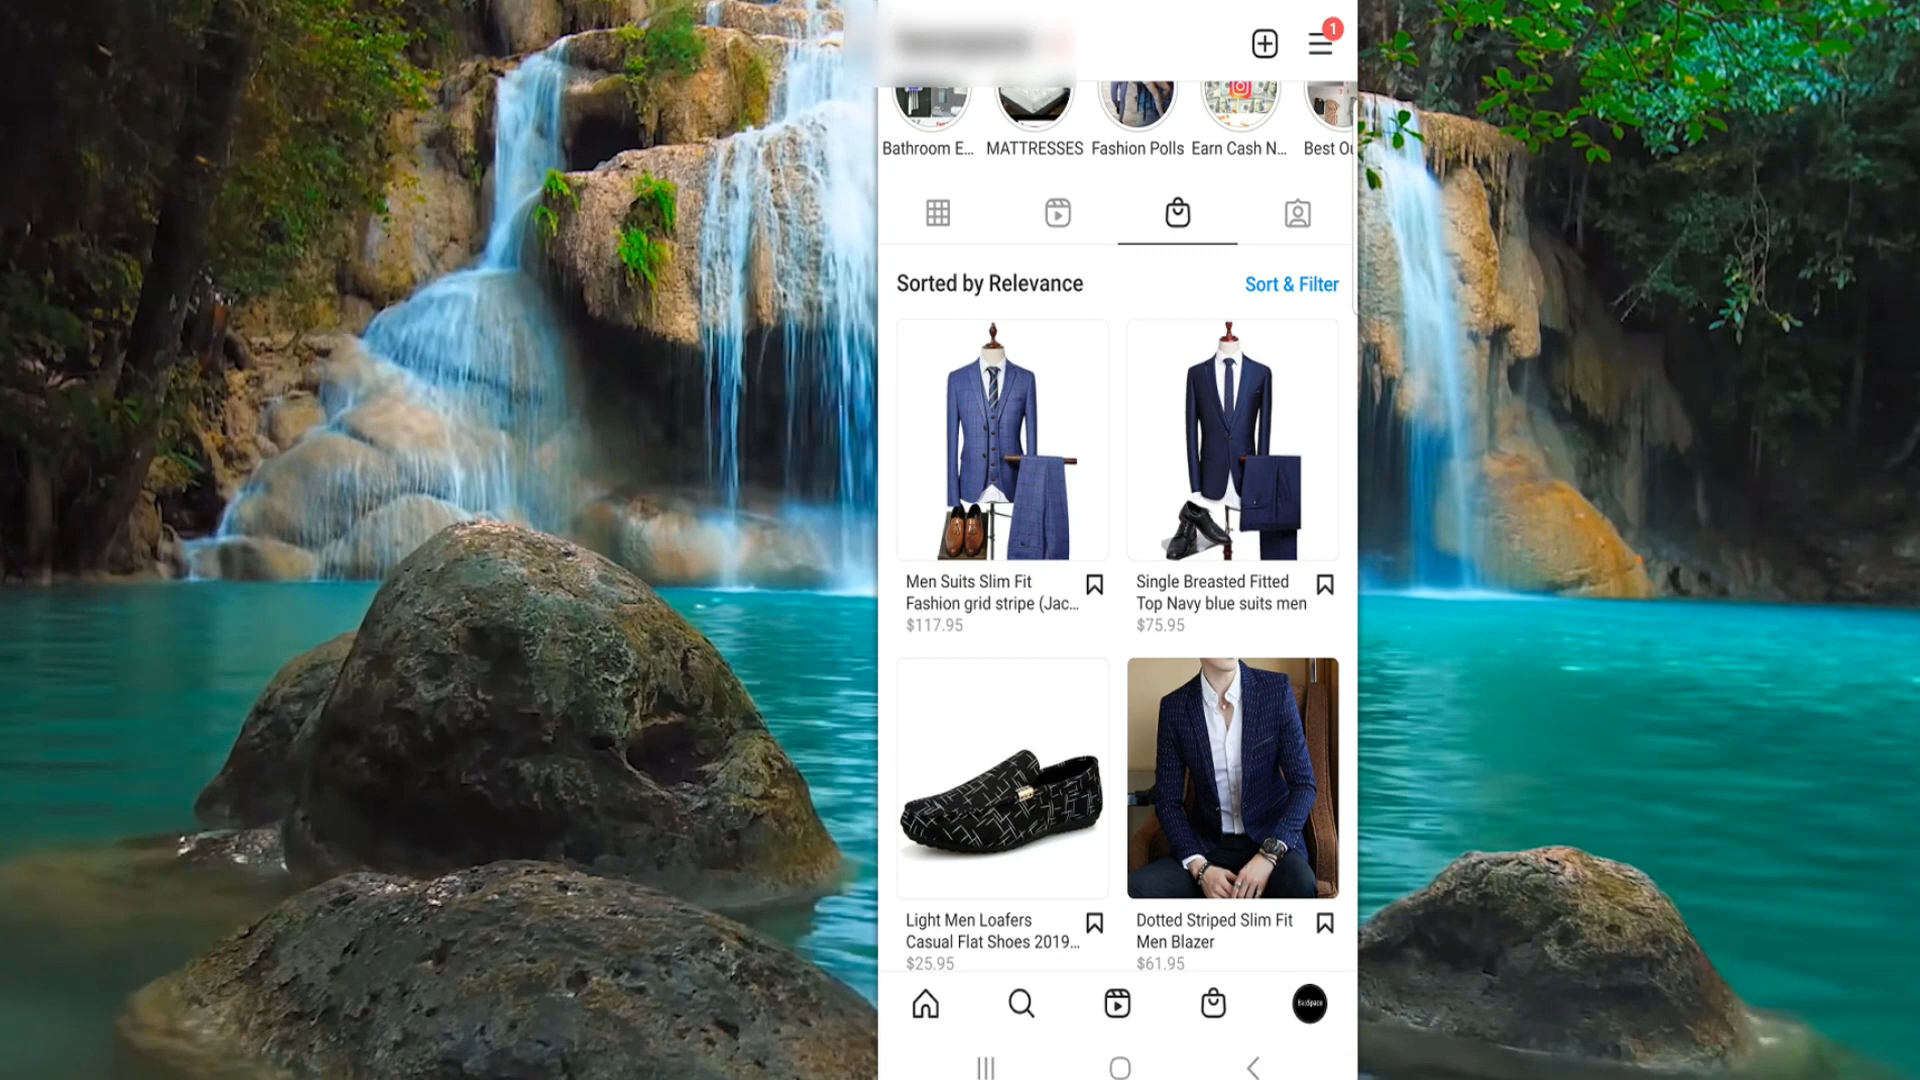 1
Bathroom E...
MATTRESSES
Fashion Polls
Earn Cash N...
Best Ou
Sorted by Relevance
Sort & Filter
Men Suits Slim Fit
Fashion grid stripe (Jac...
$117.95
Single Breasted Fitted
Top Navy blue suits men
$75.95
Light Men Loafers
Casual Flat Shoes 2019...
$25.95
Dotted Striped Slim Fit
Men Blazer
$61.95